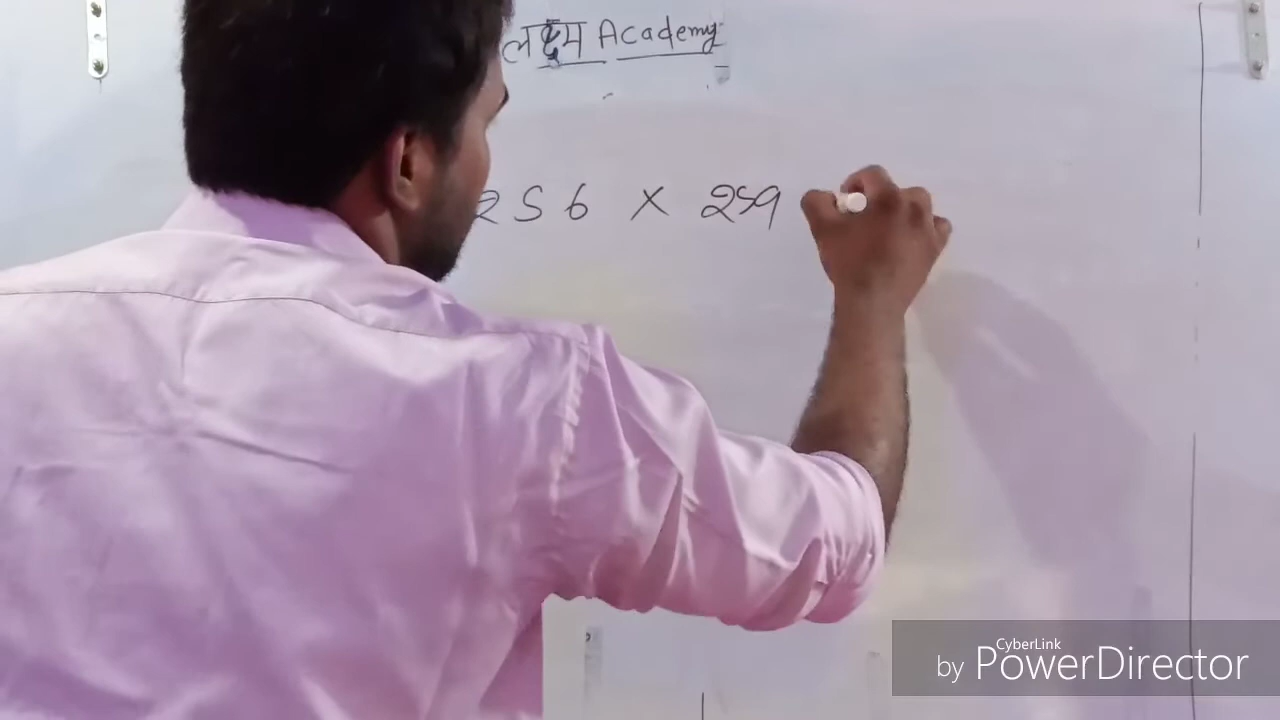 लक्ष्य Academy
256 × 259
CyberLink
by PowerDirector